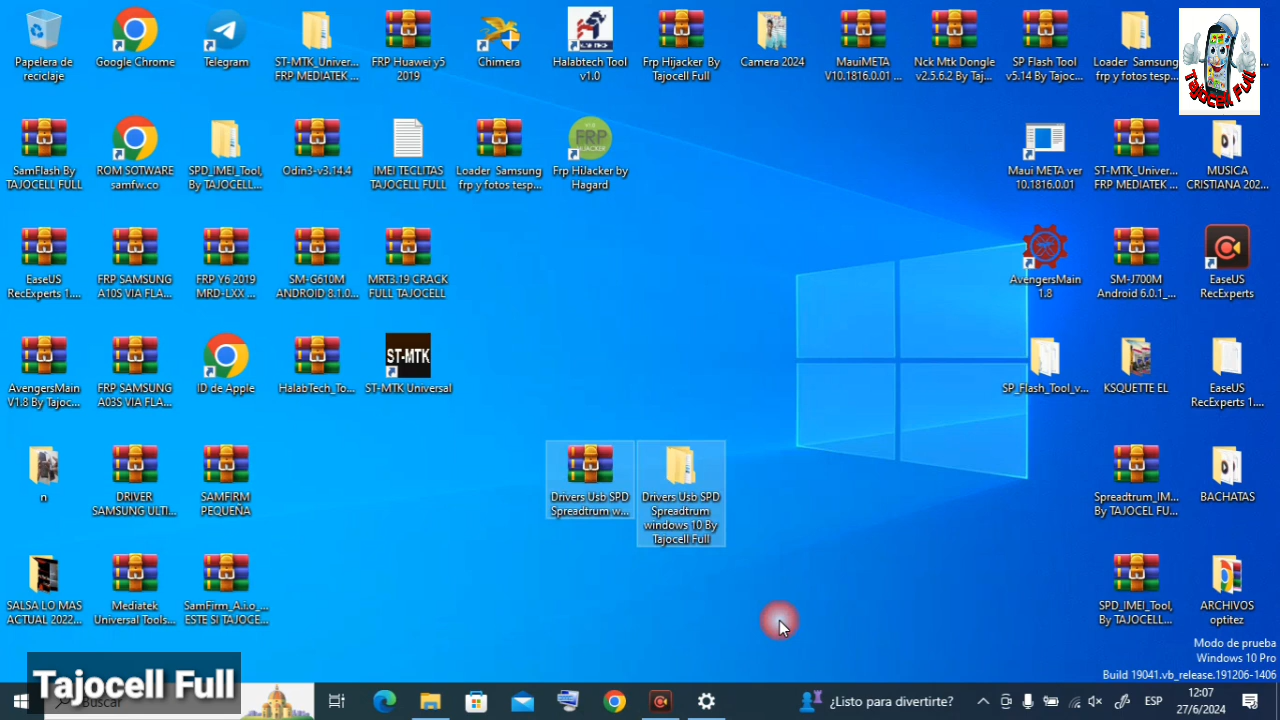 Papelera de
reciclaje
Google Chrome
Telegram
ST-MTK_Univer...
FRP MEDIATEK ...
FRP Huawei y5
2019
Chimera
Halabtech Tool
v1.0
Frp Hijacker By
Tajocell Full
Camera 2024
MauiMETA
V10.1816.0.01 ...
Nck Mtk Dongle
v2.5.6.2 By Taj...
SP Flash Tool
v5.14 By Tajoc...
Loader Samsung
frp y fotos tesp...
Tajocell Full
SamFlash By
TAJOCELL FULL
ROM SOTWARE
samfw.co
SPD_IMEI_Tool,
By TAJOCELL...
Odin3-v3.14.4
IMEI TECLITAS
TAJOCELL FULL
Loader Samsung
frp y fotos tesp...
FRP
HIJACKER
Frp HiJacker by
Hagard
Maui META ver
10.1816.0.01
ST-MTK_Univer...
FRP MEDIATEK ...
MUSICA
CRISTIANA 202...
EaseUS
RecExperts 1....
FRP SAMSUNG
A10S VIA FLA...
FRP Y6 2019
MRD-LXX ...
SM-G610M
ANDROID 8.1.0...
MRT3.19 CRACK
FULL TAJOCELL
AvengersMain
1.8
SM-J700M
Android 6.0.1_...
EaseUS
RecExperts
AvengersMain
V1.8 By Tajoc...
FRP SAMSUNG
A03S VIA FLA...
ID de Apple
HalabTech_To...
ST-MTK
ST-MTK Universal
SP_Flash_Tool_v...
KSQUETTE EL
EaseUS
RecExperts 1....
n
DRIVER
SAMSUNG ULTI...
SAMFIRM
PEQUEÑA
Drivers Usb SPD
Spreadtrum w...
Drivers Usb SPD
Spreadtrum
windows 10 By
Tajocell Full
Spreadtrum_IM...
By TAJOCEL FU...
BACHATAS
SALSA LO MAS
ACTUAL 2022...
Mediatek
Universal Tools...
SamFirm_A.i.o_...
ESTE SI TAJOCE...
SPD_IMEI_Tool,
By TAJOCELL...
ARCHIVOS
optitez
Modo de prueba
Windows 10 Pro
Build 19041.vb_release.191206-1406
Tajocell Full
Buscar
¿Listo para divertirte?
ESP
12:07
27/6/2024